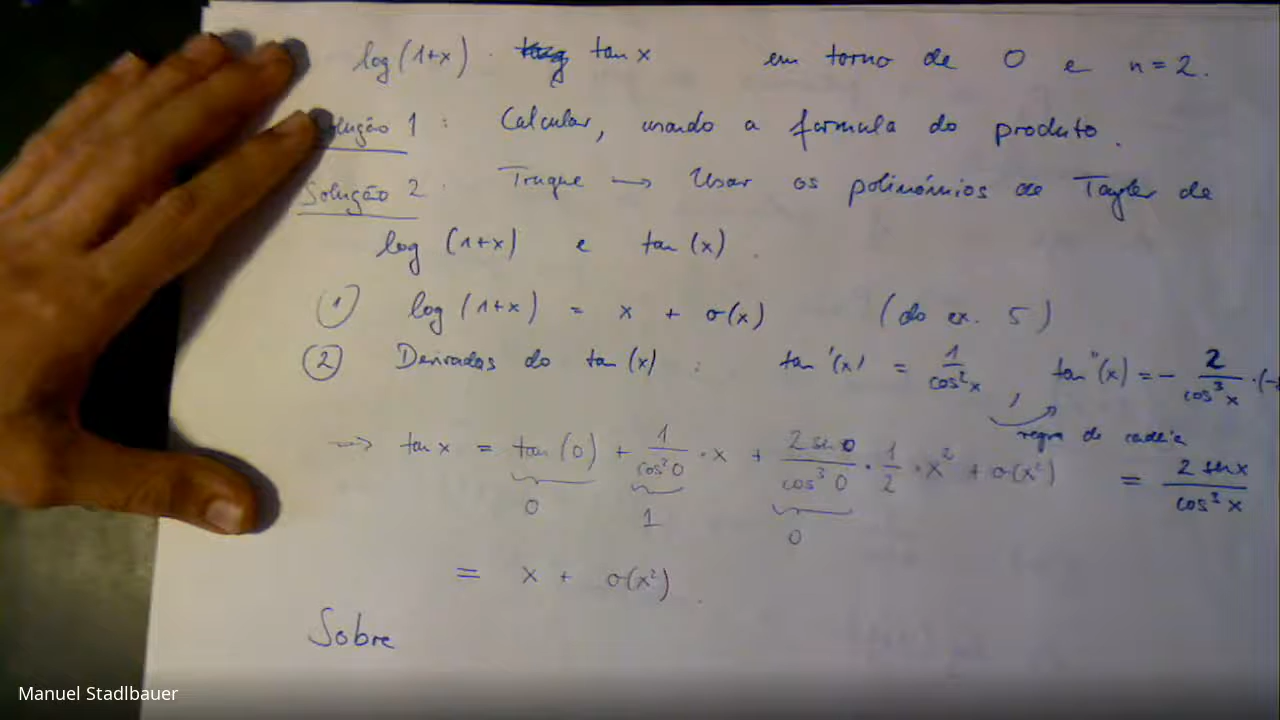 log(1+x) · tan x em torno de 0 e n=2.
Solução 1 : Calcular, usando a formula do produto.
Solução 2 : Truque → Usar os polinómios de Taylor de
log (1+x) e tan (x).
① log (1+x) = x + o(x) (do ex. 5)
② Derivadas do tan (x) : tan'(x) = 1/cos²x , tan''(x) = - 2/cos³x ·(-
regra de cadeia
⇒ tan x = tan(0) + 1/cos²0 · x + 2 sen 0/cos³ 0 · 1/2 · x² + o(x²) = 2 sen x/cos³ x
0 1 0
= x + o(x²).
Sobre
Manuel Stadlbauer